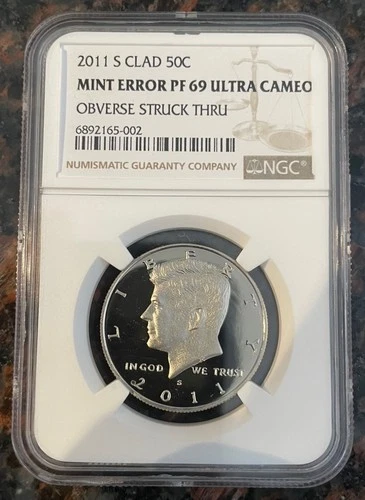 2011 S CLAD 50C
MINT ERROR PF 69 ULTRA CAMEO
OBVERSE STRUCK THRU
6892165-002
NUMISMATIC GUARANTY COMPANY NGC
LIBERTY
IN GOD WE TRUST
S
2011